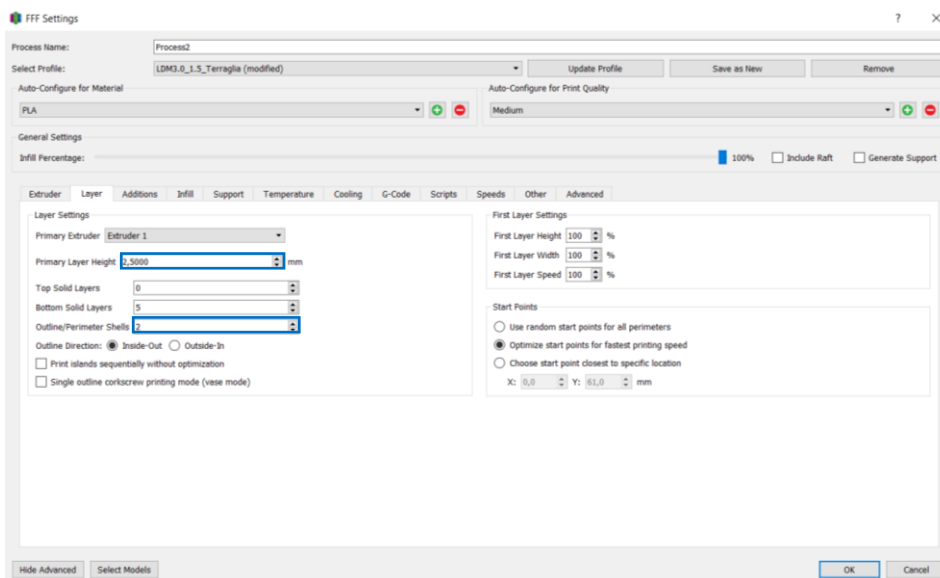 FFF Settings
Process Name: Process2
Select Profile: LDM3.0_1.5_Terraglia (modified) Update Profile Save as New Remove
Auto-Configure for Material Auto-Configure for Print Quality
PLA Medium
General Settings
Infill Percentage: 100% Include Raft Generate Support
Extruder Layer Additions Infill Support Temperature Cooling G-Code Scripts Speeds Other Advanced
Layer Settings
Primary Extruder Extruder 1
Primary Layer Height 2,5000 mm
Top Solid Layers 0
Bottom Solid Layers 5
Outline/Perimeter Shells 2
Outline Direction: Inside-Out Outside-In
Print islands sequentially without optimization
Single outline corkscrew printing mode (vase mode)
First Layer Settings
First Layer Height 100 %
First Layer Width 100 %
First Layer Speed 100 %
Start Points
Use random start points for all perimeters
Optimize start points for fastest printing speed
Choose start point closest to specific location
X: 0,0 Y: 61,0 mm
Hide Advanced Select Models OK Cancel